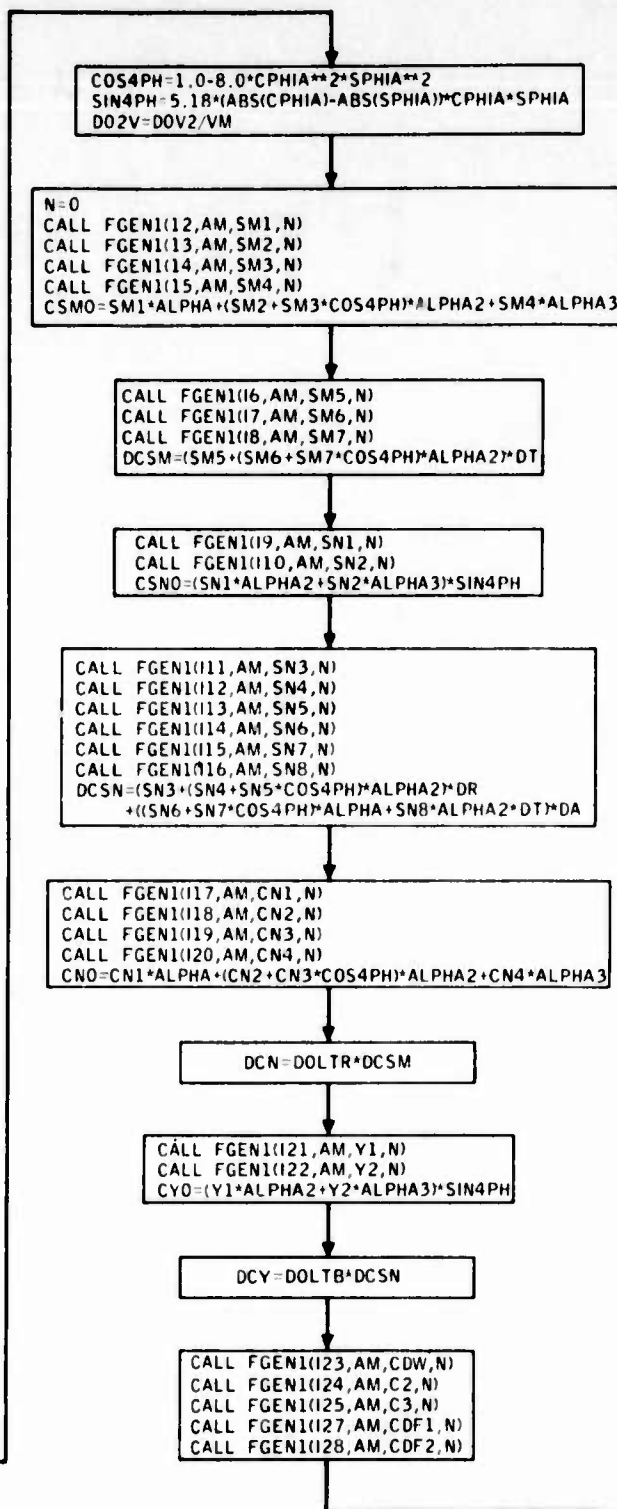 COS4PH=1.0-8.0*CPHIA**2*SPHIA**2
SIN4PH=5.18*(ABS(CPHIA)-ABS(SPHIA))*CPHIA*SPHIA
DO2V=DOV2/VM
N=0
CALL FGEN1(I2,AM,SM1,N)
CALL FGEN1(I3,AM,SM2,N)
CALL FGEN1(I4,AM,SM3,N)
CALL FGEN1(I5,AM,SM4,N)
CSMO=SM1*ALPHA+(SM2+SM3*COS4PH)*ALPHA2+SM4*ALPHA3
CALL FGEN1(I6,AM,SM5,N)
CALL FGEN1(I7,AM,SM6,N)
CALL FGEN1(I8,AM,SM7,N)
DCSM=(SM5+(SM6+SM7*COS4PH)*ALPHA2)*DT
CALL FGEN1(I9,AM,SN1,N)
CALL FGEN1(I10,AM,SN2,N)
CSNO=(SN1*ALPHA2+SN2*ALPHA3)*SIN4PH
CALL FGEN1(I11,AM,SN3,N)
CALL FGEN1(I12,AM,SN4,N)
CALL FGEN1(I13,AM,SN5,N)
CALL FGEN1(I14,AM,SN6,N)
CALL FGEN1(I15,AM,SN7,N)
CALL FGEN1(I16,AM,SN8,N)
DCSN=(SN3+(SN4+SN5*COS4PH)*ALPHA2)*DR
+((SN6+SN7*COS4PH)*ALPHA+SN8*ALPHA2*DT)*DA
CALL FGEN1(I17,AM,CN1,N)
CALL FGEN1(I18,AM,CN2,N)
CALL FGEN1(I19,AM,CN3,N)
CALL FGEN1(I20,AM,CN4,N)
CNO=CN1*ALPHA+(CN2+CN3*COS4PH)*ALPHA2+CN4*ALPHA3
DCN=DOLTR*DCSM
CALL FGEN1(I21,AM,Y1,N)
CALL FGEN1(I22,AM,Y2,N)
CYO=(Y1*ALPHA2+Y2*ALPHA3)*SIN4PH
DCY=DOLTB*DCSN
CALL FGEN1(I23,AM,CDW,N)
CALL FGEN1(I24,AM,C2,N)
CALL FGEN1(I25,AM,C3,N)
CALL FGEN1(I27,AM,CDF1,N)
CALL FGEN1(I28,AM,CDF2,N)